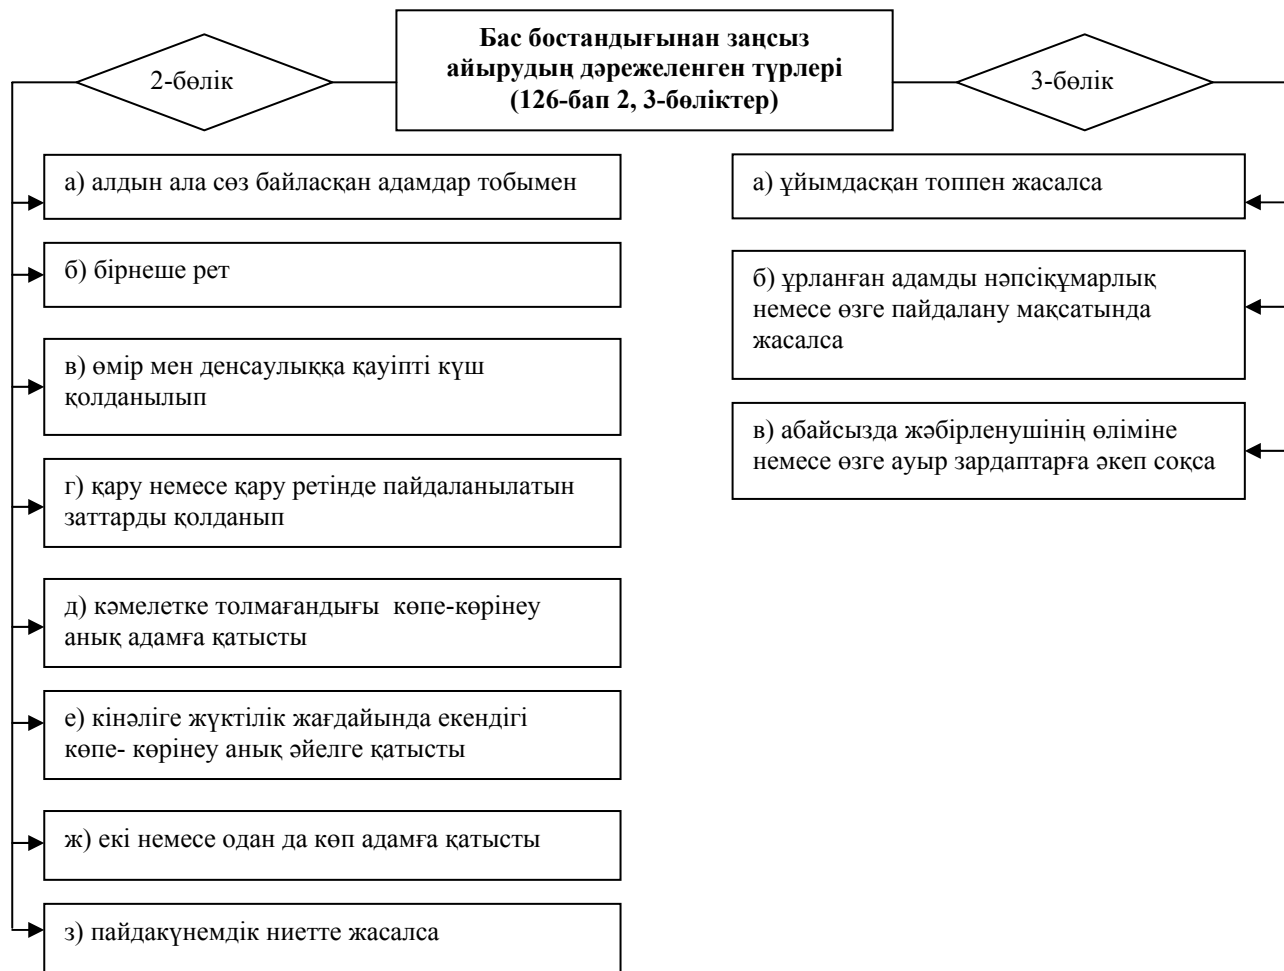 Бас бостандығынан заңсыз
айырудың дәрежеленген түрлері
(126-бап 2, 3-бөліктер)
2-бөлік
3-бөлік
а) алдын ала сөз байласқан адамдар тобымен
б) бірнеше рет
в) өмір мен денсаулыққа қауіпті күш
қолданылып
г) қару немесе қару ретінде пайдаланылатын
заттарды қолданып
д) кәмелетке толмағандығы көпе-көрінеу
анық адамға қатысты
е) кінәліге жүктілік жағдайында екендігі
көпе- көрінеу анық әйелге қатысты
ж) екі немесе одан да көп адамға қатысты
з) пайдакүнемдік ниетте жасалса
а) ұйымдасқан топпен жасалса
б) ұрланған адамды нәпсіқұмарлық
немесе өзге пайдалану мақсатында
жасалса
в) абайсызда жәбірленушінің өліміне
немесе өзге ауыр зардаптарға әкеп соқса